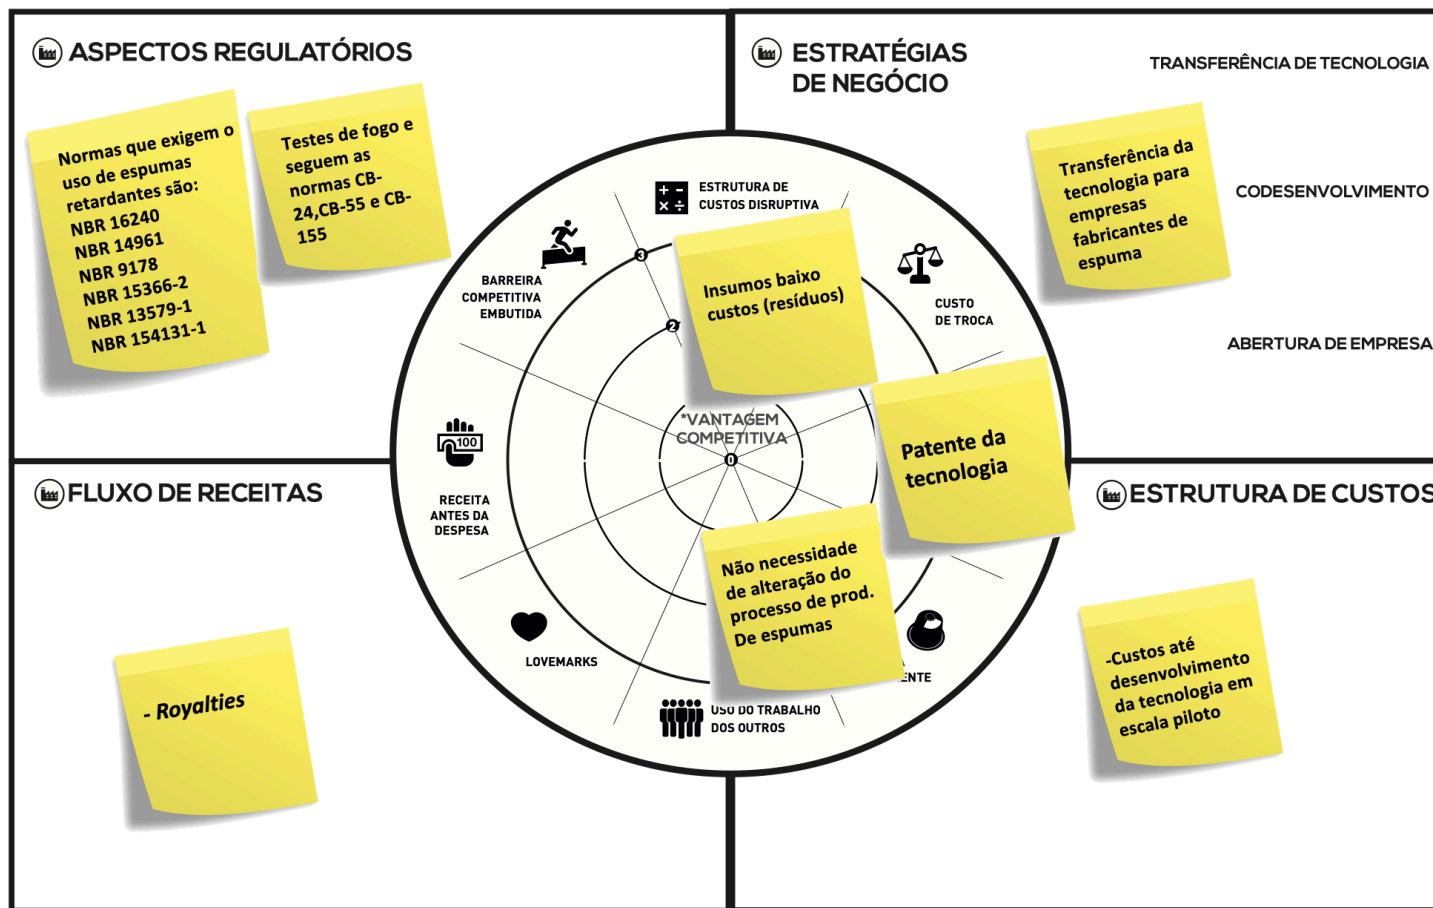 ASPECTOS REGULATÓRIOS
Normas que exigem o
uso de espumas
retardantes são:
NBR 16240
NBR 14961
NBR 9178
NBR 15366-2
NBR 13579-1
NBR 154131-1
Testes de fogo e
seguem as
normas CB-
24,CB-55 e CB-
155
ESTRATÉGIAS
DE NEGÓCIO
TRANSFERÊNCIA DE TECNOLOGIA
CODESENVOLVIMENTO
ABERTURA DE EMPRESA
Transferência da
tecnologia para
empresas
fabricantes de
espuma
ESTRUTURA DE
CUSTOS DISRUPTIVA
BARREIRA
COMPETITIVA
EMBUTIDA
3
2
Insumos baixo
custos (resíduos)
CUSTO
DE TROCA
*VANTAGEM
COMPETITIVA
0
100
RECEITA
ANTES DA
DESPESA
Patente da
tecnologia
Não necessidade
de alteração do
processo de prod.
De espumas
LOVEMARKS
ENTE
USO DO TRABALHO
DOS OUTROS
FLUXO DE RECEITAS
- Royalties
ESTRUTURA DE CUSTOS
-Custos até
desenvolvimento
da tecnologia em
escala piloto